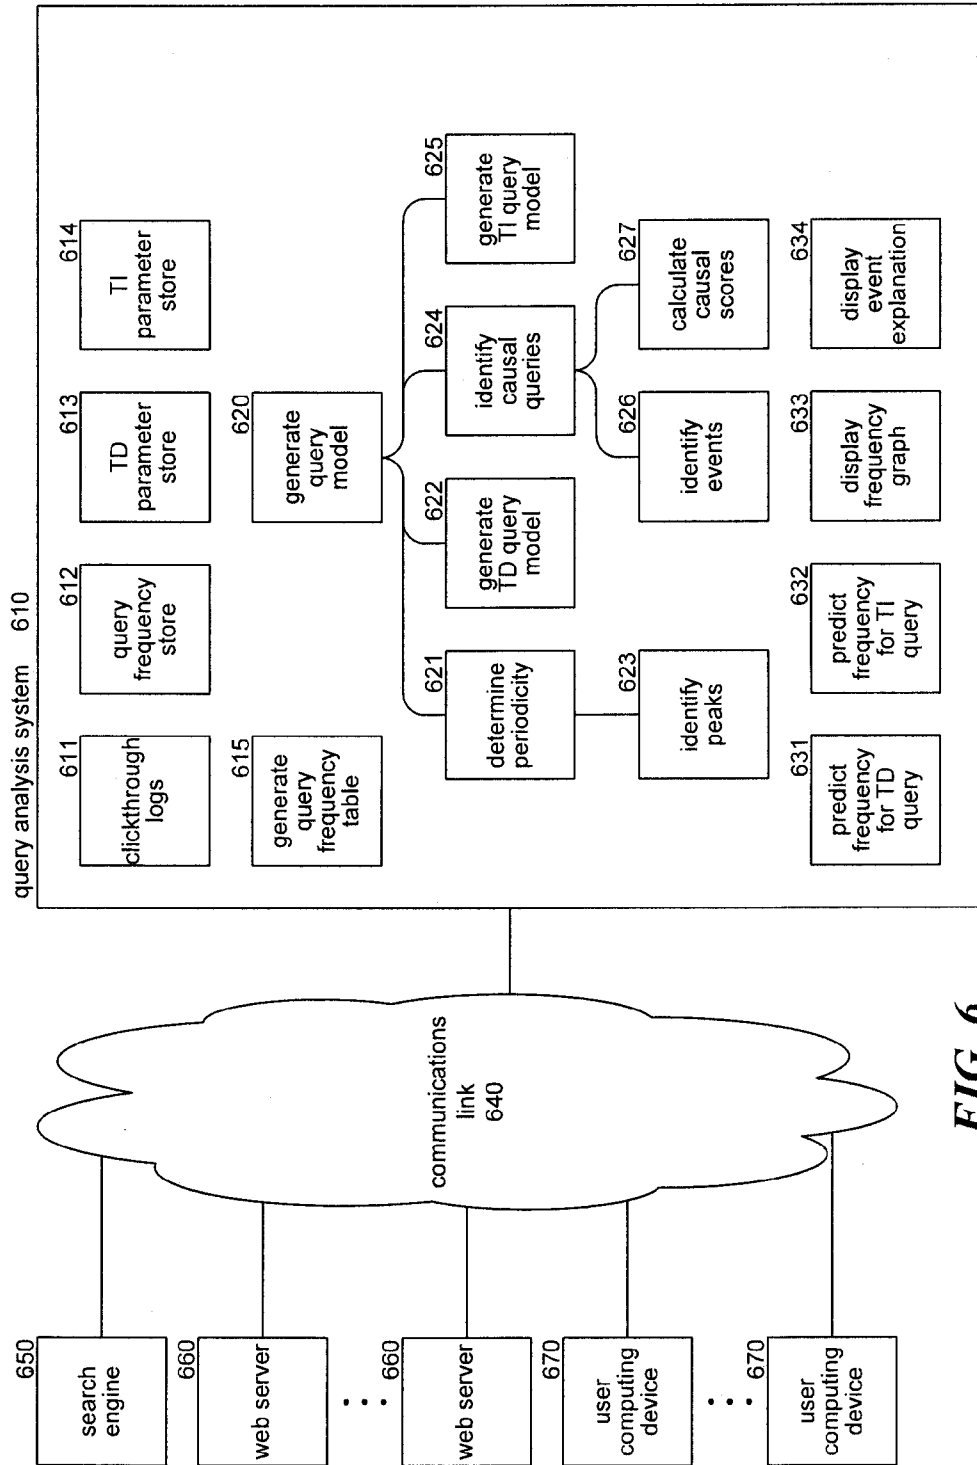 query analysis system 610
611
clickthrough
logs
612
query
frequency
store
613
TD
parameter
store
614
TI
parameter
store
615
generate
query
frequency
table
620
generate
query
model
621
determine
periodicity
622
generate
TD query
model
624
identify
causal
queries
625
generate
TI query
model
623
identify
peaks
626
identify
events
627
calculate
causal
scores
631
predict
frequency
for TD
query
632
predict
frequency
for TI
query
633
display
frequency
graph
634
display
event
explanation
communications
link
640
650
search
engine
660
web server
660
web server
670
user
computing
device
670
user
computing
device
FIG. 6